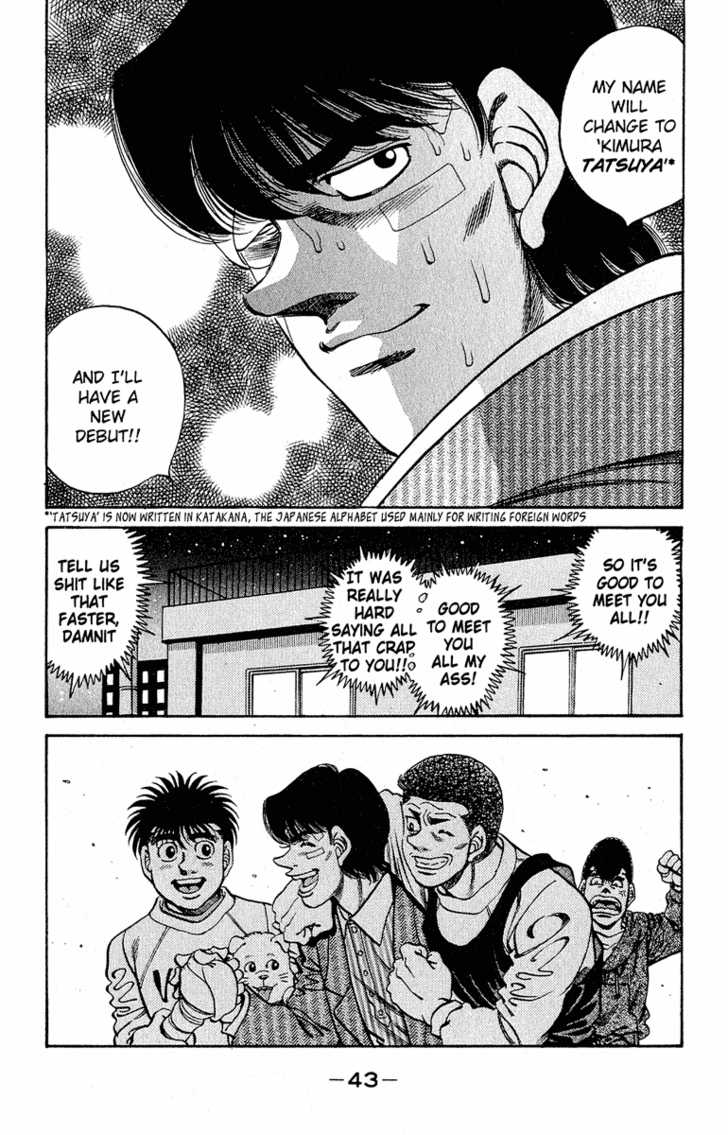 MY NAME
WILL
CHANGE TO
'KIMURA
TATSUYA'*
AND I'LL
HAVE A
NEW
DEBUT!!
*'TATSUYA' IS NOW WRITTEN IN KATAKANA, THE JAPANESE ALPHABET USED MAINLY FOR WRITING FOREIGN WORDS
SO IT'S
GOOD TO
MEET YOU
ALL!!
GOOD
TO MEET
YOU
ALL MY
ASS!
IT WAS
REALLY
HARD
SAYING ALL
THAT CRAP
TO YOU!!
TELL US
SHIT LIKE
THAT
FASTER,
DAMNIT
-43-